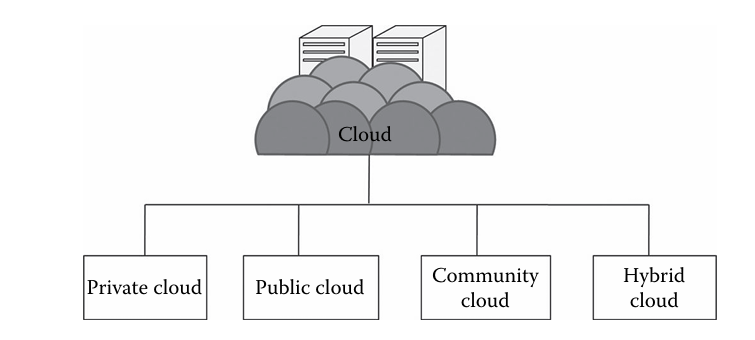 Cloud
Private cloud
Public cloud
Community
cloud
Hybrid
cloud